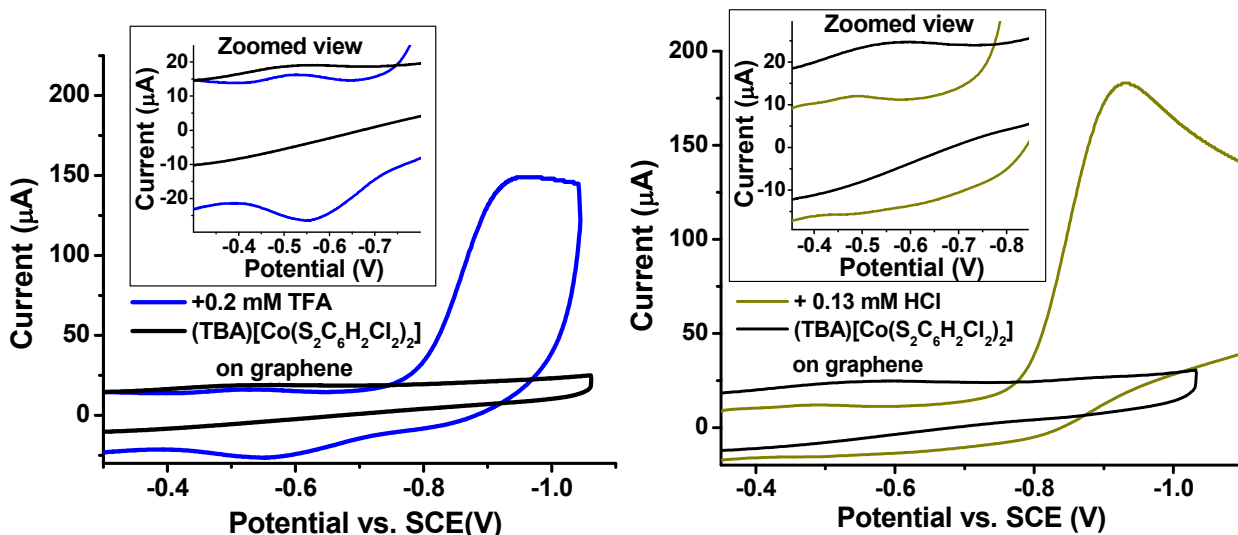 Zoomed view
20
10
0
-10
-20
Current (μA)
-0.4 -0.5 -0.6 -0.7
Potential (V)
200
150
100
50
0
Current (μA)
+0.2 mM TFA
(TBA)[Co(S₂C₆H₂Cl₂)₂]
on graphene
-0.4 -0.6 -0.8 -1.0
Potential vs. SCE(V)
Zoomed view
20
10
0
-10
Current (μA)
-0.4 -0.5 -0.6 -0.7 -0.8
Potential (V)
200
150
100
50
0
Current (μA)
+ 0.13 mM HCl
(TBA)[Co(S₂C₆H₂Cl₂)₂]
on graphene
-0.4 -0.6 -0.8 -1.0
Potential vs. SCE (V)